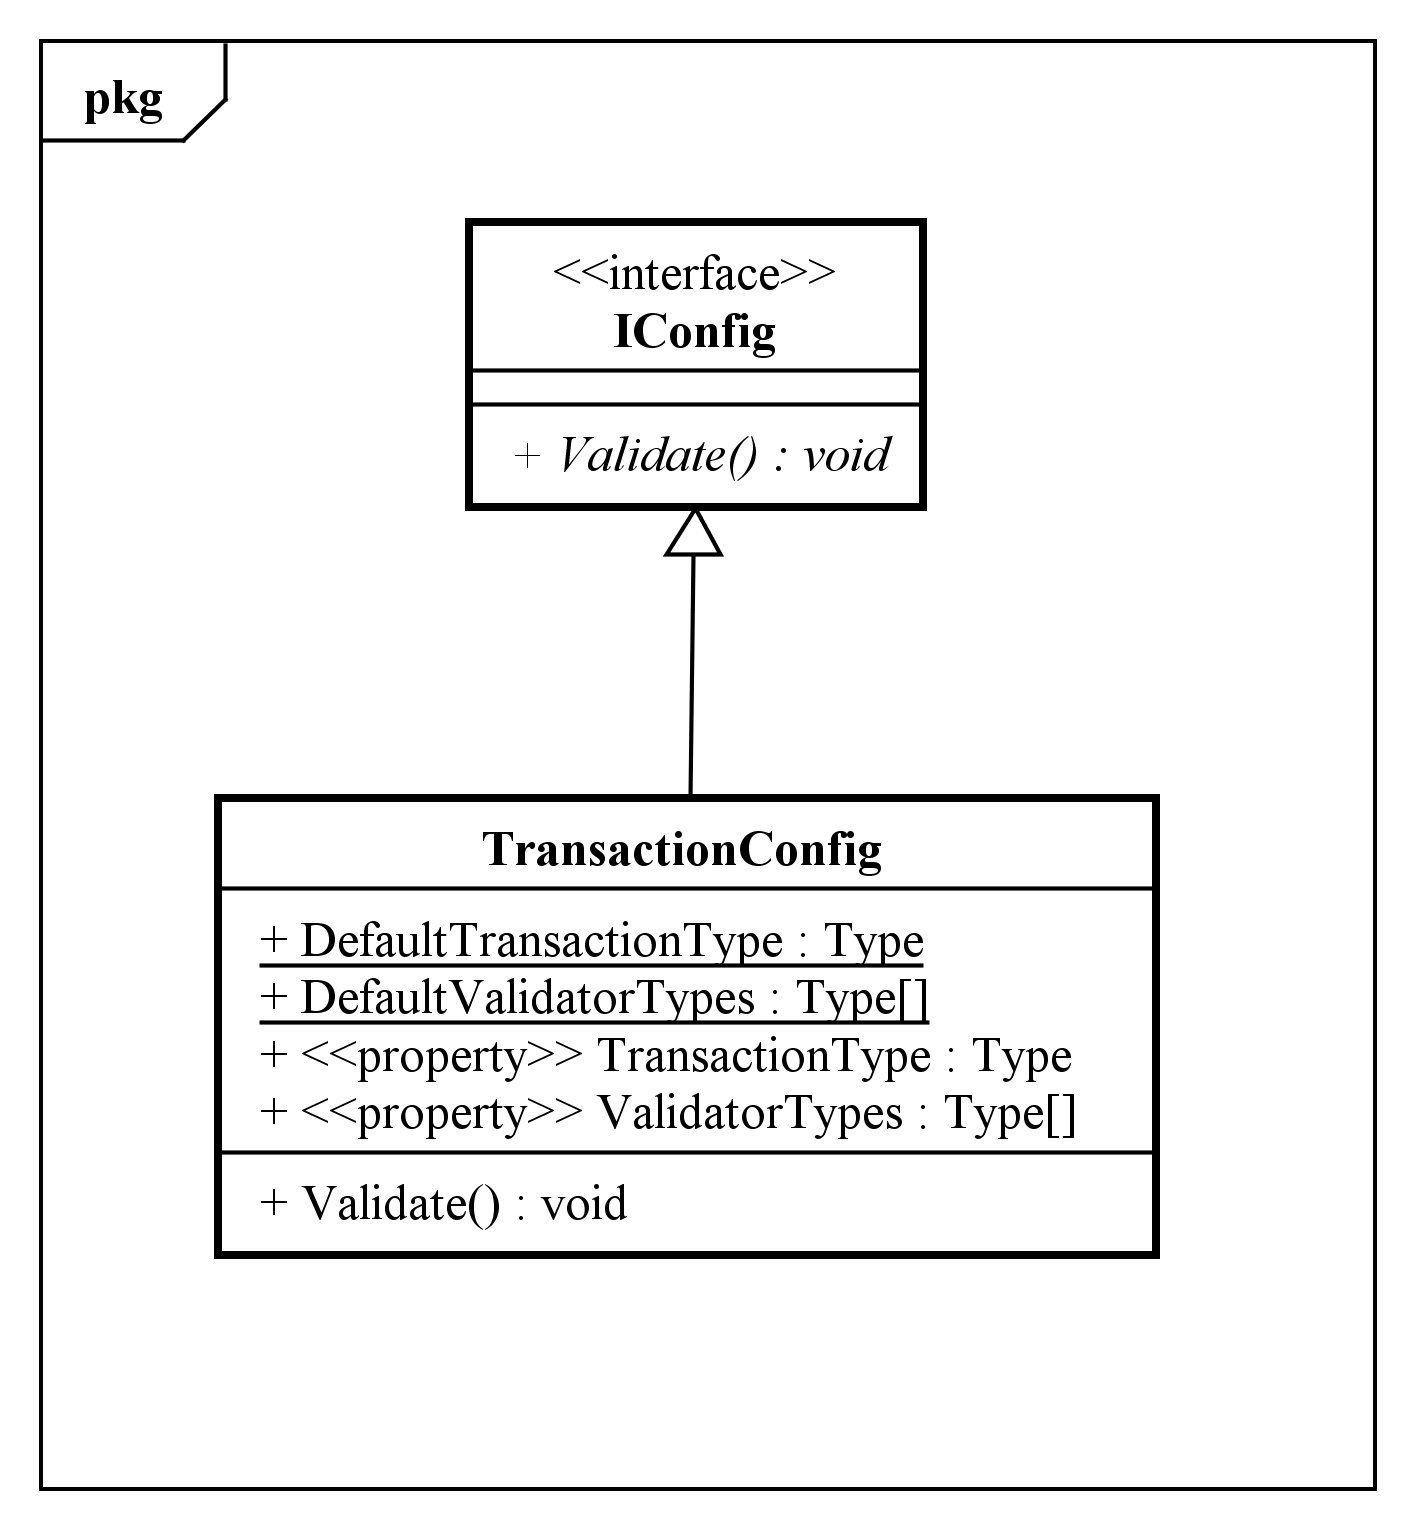 pkg
<<interface>>
IConfig
+ Validate() : void
TransactionConfig
+ DefaultTransactionType : Type
+ DefaultValidatorTypes : Type[]
+ <<property>> TransactionType : Type
+ <<property>> ValidatorTypes : Type[]
+ Validate() : void